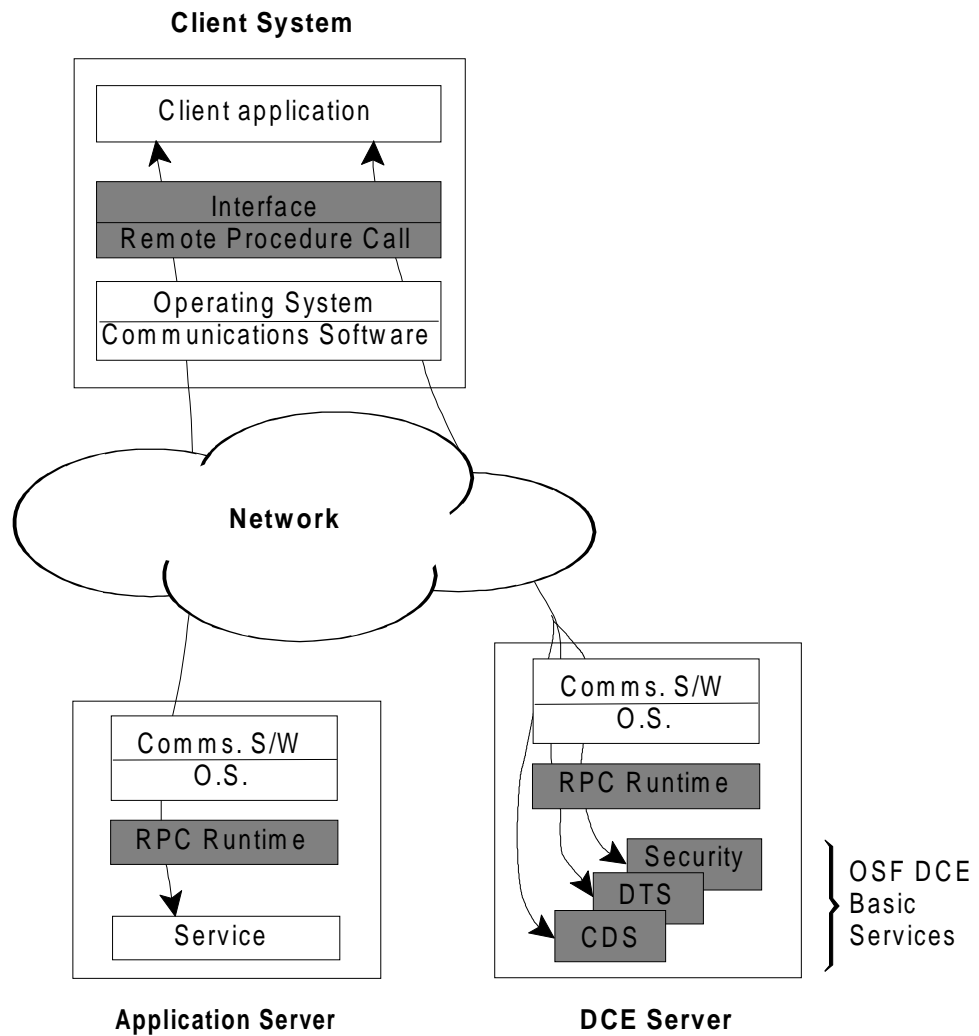 Client System
Client application
Interface
Remote Procedure Call
Operating System
Communications Software
Network
Comms. S/W
O.S.
RPC Runtime
Service
Application Server
Comms. S/W
O.S.
RPC Runtime
Security
DTS
CDS
OSF DCE
Basic
Services
DCE Server